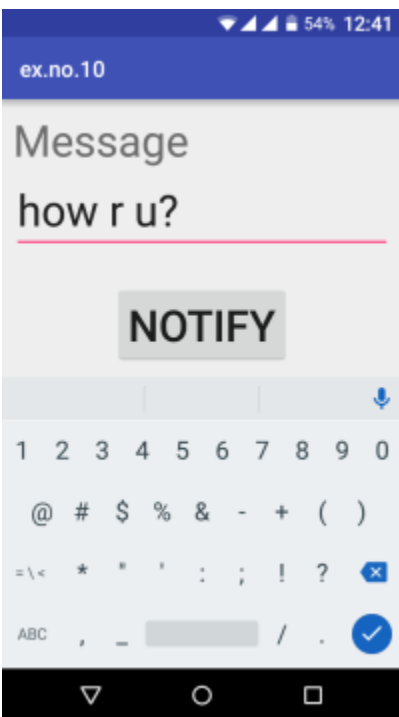 54% 12:41
ex.no.10
Message
how r u?
NOTIFY
1 2 3 4 5 6 7 8 9 0
@ # $ % & - + ( )
=\< * " ' : ; ! ?
ABC , _ / .